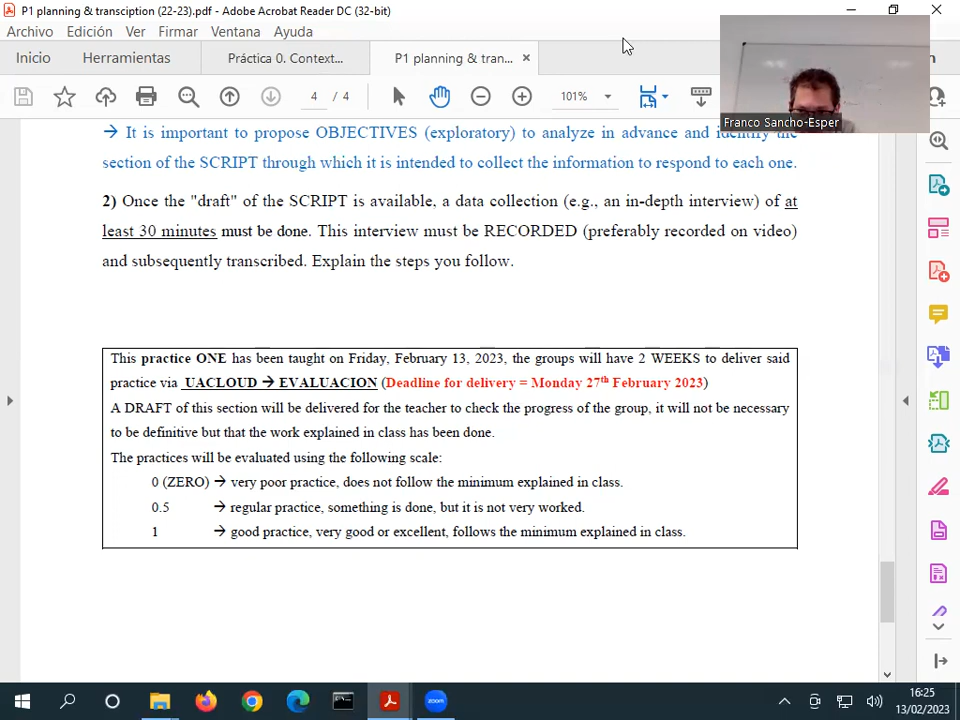 P1 planning & transciption (22-23).pdf - Adobe Acrobat Reader DC (32-bit)
Archivo Edición Ver Firmar Ventana Ayuda
Inicio Herramientas Práctica 0. Context... P1 planning & tran... ×
4 / 4 101%
Franco Sancho-Esper
→ It is important to propose OBJECTIVES (exploratory) to analyze in advance and identify the
section of the SCRIPT through which it is intended to collect the information to respond to each one.
2) Once the "draft" of the SCRIPT is available, a data collection (e.g., an in-depth interview) of at
least 30 minutes must be done. This interview must be RECORDED (preferably recorded on video)
and subsequently transcribed. Explain the steps you follow.
This practice ONE has been taught on Friday, February 13, 2023, the groups will have 2 WEEKS to deliver said
practice via UACLOUD → EVALUACION (Deadline for delivery = Monday 27th February 2023)
A DRAFT of this section will be delivered for the teacher to check the progress of the group, it will not be necessary
to be definitive but that the work explained in class has been done.
The practices will be evaluated using the following scale:
0 (ZERO) → very poor practice, does not follow the minimum explained in class.
0.5 → regular practice, something is done, but it is not very worked.
1 → good practice, very good or excellent, follows the minimum explained in class.
zoom
16:25
13/02/2023